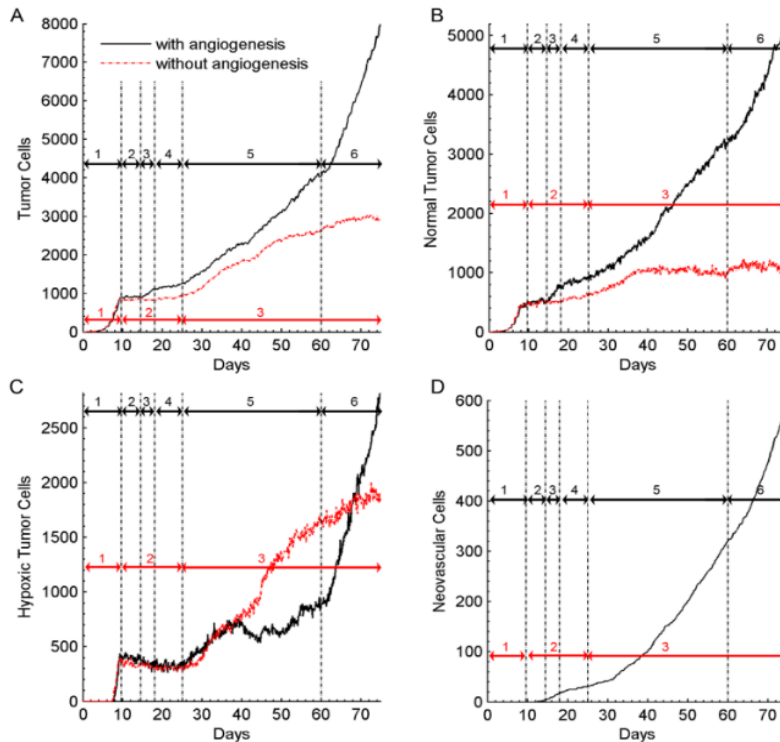 A
8000
7000
6000
5000
4000
3000
2000
1000
0
Tumor Cells
with angiogenesis
without angiogenesis
1 2 3 4 5 6
1 2 3
0 10 20 30 40 50 60 70
Days
B
5000
4000
3000
2000
1000
0
Normal Tumor Cells
1 2 3 4 5 6
1 2 3
0 10 20 30 40 50 60 70
Days
C
2500
2000
1500
1000
500
0
Hypoxic Tumor Cells
1 2 3 4 5 6
1 2 3
0 10 20 30 40 50 60 70
Days
D
600
500
400
300
200
100
0
Neovascular Cells
1 2 3 4 5 6
1 2 3
0 10 20 30 40 50 60 70
Days